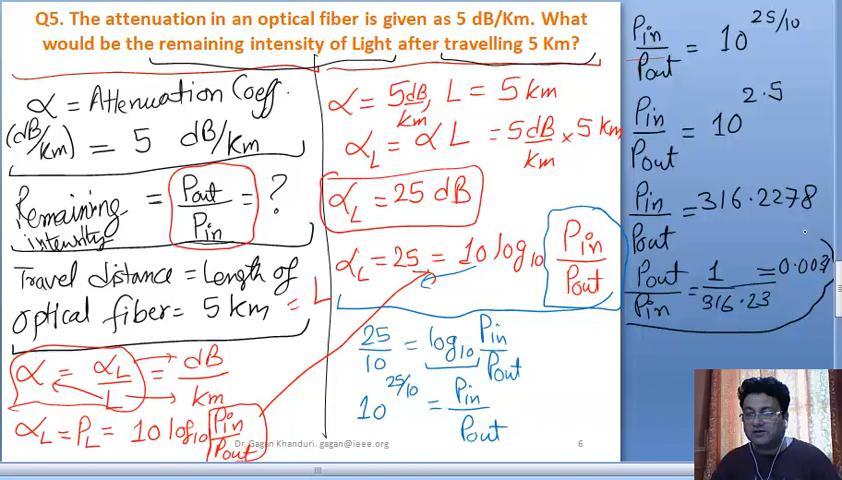 Q5. The attenuation in an optical fiber is given as 5 dB/Km. What
would be the remaining intensity of Light after travelling 5 Km?
α = Attenuation Coeff.
(dB/km) = 5 dB/km
Remaining intensity = Pout/Pin = ?
Travel distance = Length of
optical fiber = 5 km = L
α = αL/L = dB/km
αL = PL = 10 log10 Pin/Pout
α = 5dB/km, L = 5 km
αL = α L = 5dB/km × 5 km
αL = 25 dB
αL = 25 = 10 log10 Pin/Pout
25/10 = log10 Pin/Pout
10^25/10 = Pin/Pout
Pin/Pout = 10^25/10
Pin/Pout = 10^2.5
Pin/Pout = 316.2278
Pout/Pin = 1/316.23 = 0.003
Dr. Gagan Khanduri. gagan@ieee.org
6